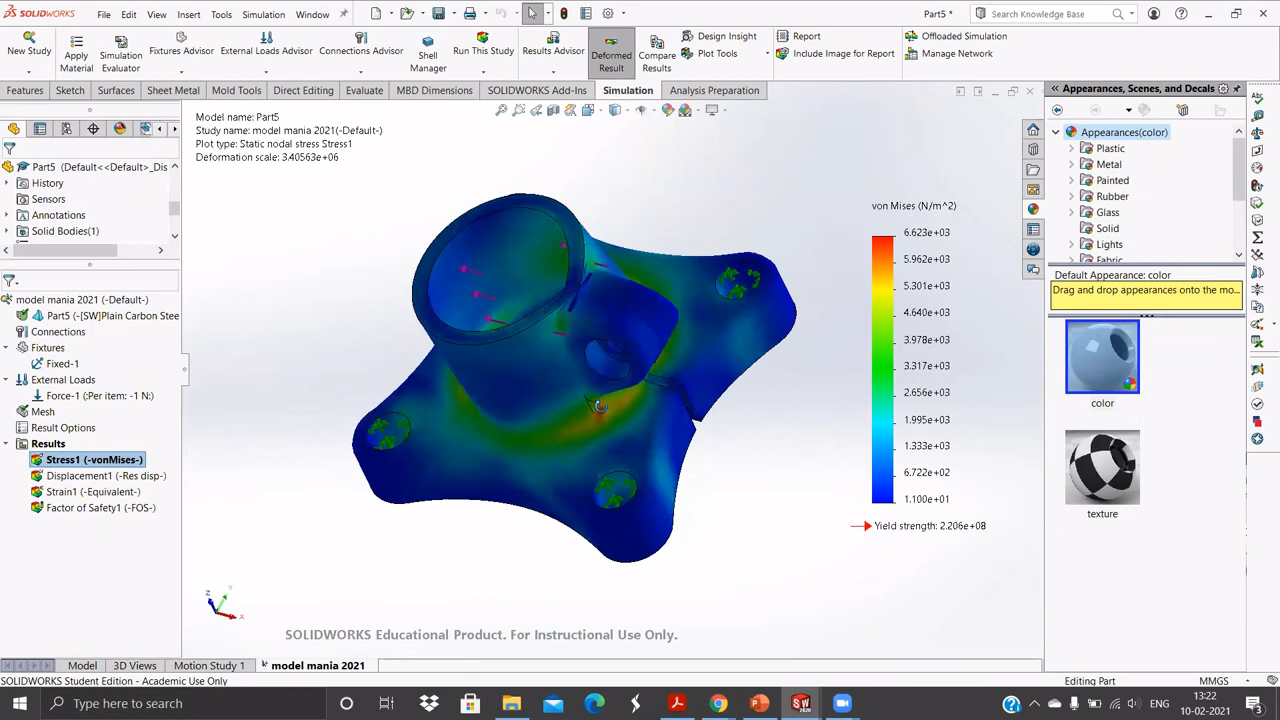 SOLIDWORKS
File
Edit
View
Insert
Tools
Simulation
Window
Part5 *
Search Knowledge Base
New Study
Apply Material
Simulation Evaluator
Fixtures Advisor
External Loads Advisor
Connections Advisor
Shell Manager
Run This Study
Results Advisor
Deformed Result
Compare Results
Design Insight
Plot Tools
Report
Include Image for Report
Offloaded Simulation
Manage Network
Features
Sketch
Surfaces
Sheet Metal
Mold Tools
Direct Editing
Evaluate
MBD Dimensions
SOLIDWORKS Add-Ins
Simulation
Analysis Preparation
Part5 (Default<<Default>_Dis
History
Sensors
Annotations
Solid Bodies(1)
model mania 2021 (-Default-)
Part5 (-[SW]Plain Carbon Stee
Connections
Fixtures
Fixed-1
External Loads
Force-1 (:Per item: -1 N:)
Mesh
Result Options
Results
Stress1 (-vonMises-)
Displacement1 (-Res disp-)
Strain1 (-Equivalent-)
Factor of Safety1 (-FOS-)
Model name: Part5
Study name: model mania 2021(-Default-)
Plot type: Static nodal stress Stress1
Deformation scale: 3.40563e+06
von Mises (N/m^2)
6.623e+03
5.962e+03
5.301e+03
4.640e+03
3.978e+03
3.317e+03
2.656e+03
1.995e+03
1.333e+03
6.722e+02
1.100e+01
Yield strength: 2.206e+08
Y
Z
X
SOLIDWORKS Educational Product. For Instructional Use Only.
Appearances, Scenes, and Decals
Appearances(color)
Plastic
Metal
Painted
Rubber
Glass
Solid
Lights
Fabric
Default Appearance: color
Drag and drop appearances onto the mo...
color
texture
Model
3D Views
Motion Study 1
model mania 2021
SOLIDWORKS Student Edition - Academic Use Only
Editing Part
MMGS
Type here to search
ENG
13:22
10-02-2021
3